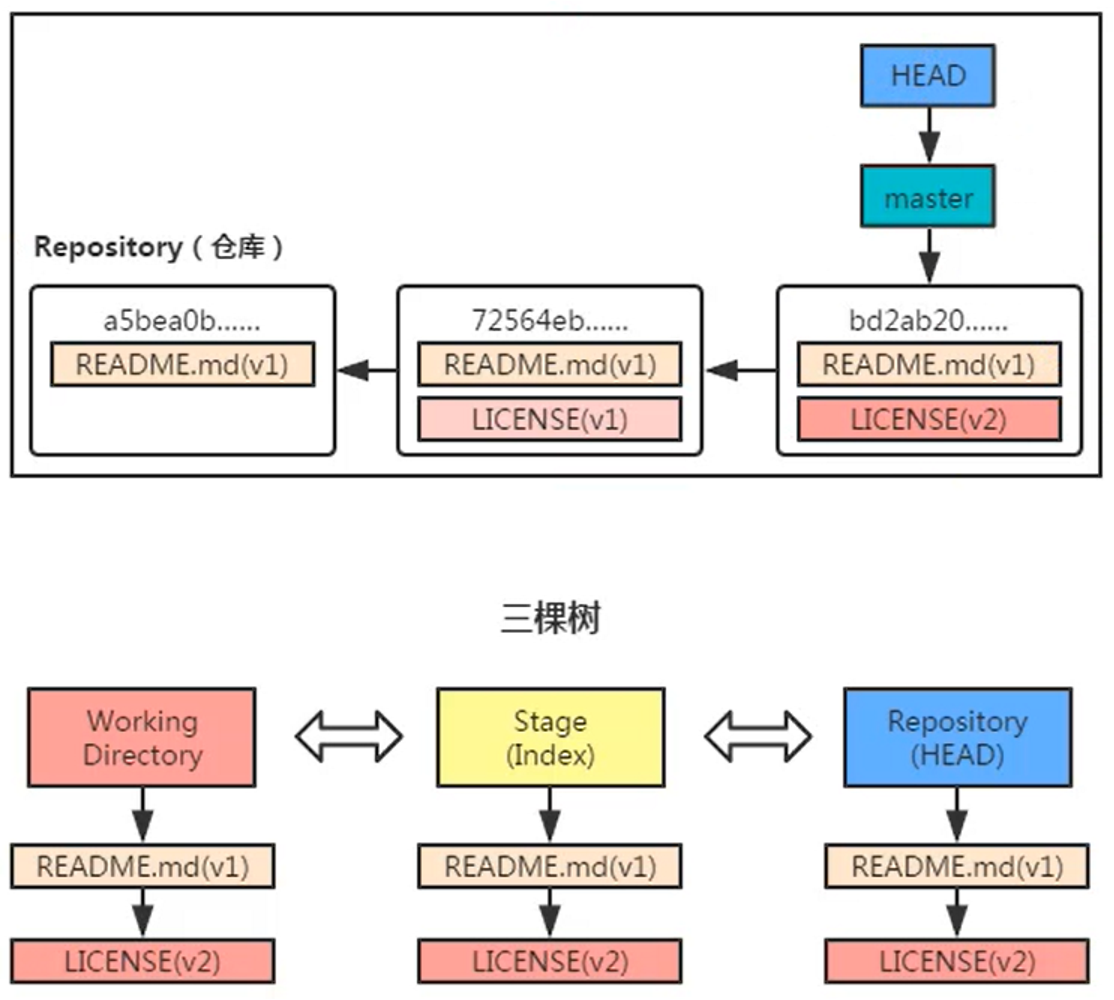 HEAD
master
Repository（仓库）
a5bea0b......
72564eb......
bd2ab20......
README.md(v1)
README.md(v1)
README.md(v1)
LICENSE(v1)
LICENSE(v2)
三棵树
Working
Directory
Stage
(Index)
Repository
(HEAD)
README.md(v1)
README.md(v1)
README.md(v1)
LICENSE(v2)
LICENSE(v2)
LICENSE(v2)